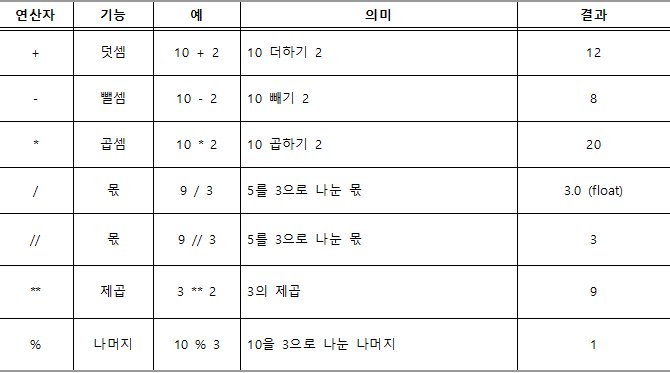 연산자 기능 예 의미 결과
+ 덧셈 10 + 2 10 더하기 2 12
- 뺄셈 10 - 2 10 빼기 2 8
* 곱셈 10 * 2 10 곱하기 2 20
/ 몫 9 / 3 5를 3으로 나눈 몫 3.0 (float)
// 몫 9 // 3 5를 3으로 나눈 몫 3
** 제곱 3 ** 2 3의 제곱 9
% 나머지 10 % 3 10을 3으로 나눈 나머지 1